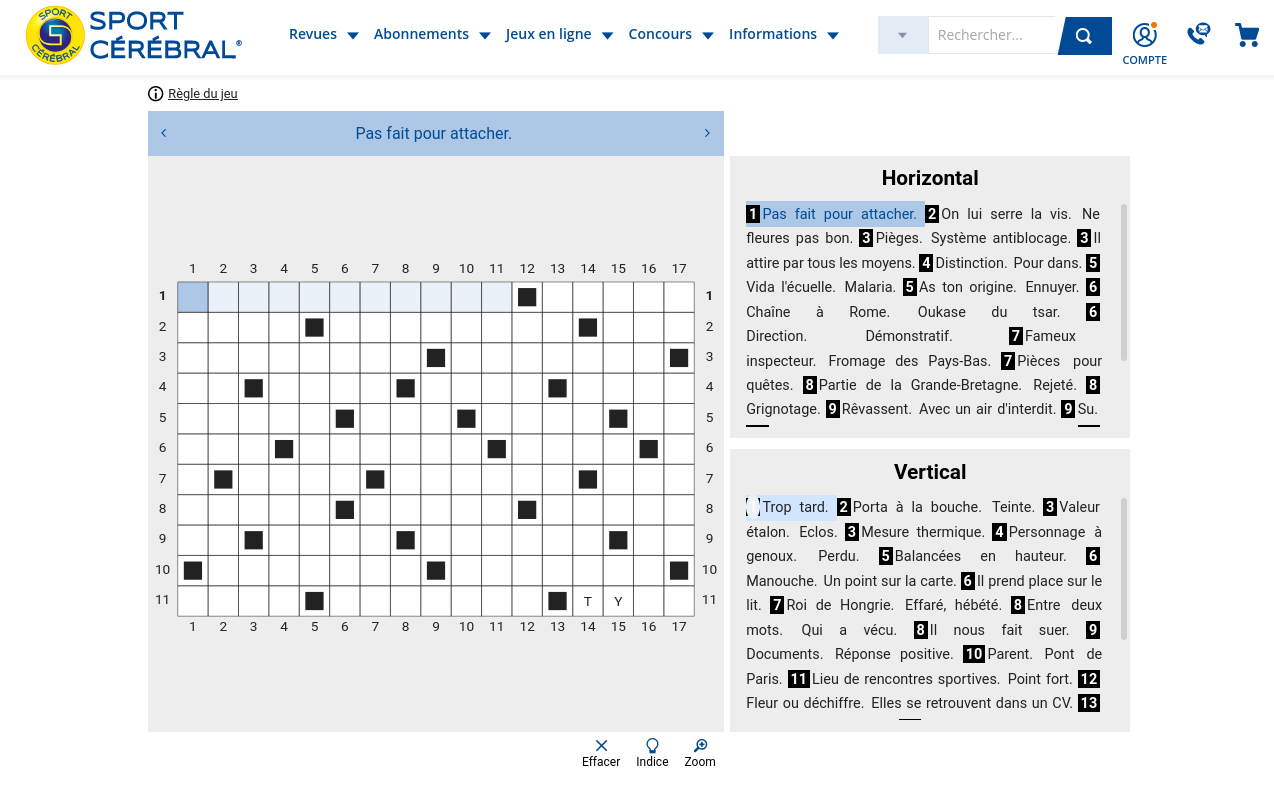 SPORT
CÉRÉBRAL®
Revues
Abonnements
Jeux en ligne
Concours
Informations
Rechercher...
COMPTE
Règle du jeu
Pas fait pour attacher.
1 2 3 4 5 6 7 8 9 10 11 12 13 14 15 16 17
1 1
2 2
3 3
4 4
5 5
6 6
7 7
8 8
9 9
10 10
11 T Y 11
1 2 3 4 5 6 7 8 9 10 11 12 13 14 15 16 17
Horizontal
1 Pas fait pour attacher. 2 On lui serre la vis. Ne
fleures pas bon. 3 Pièges. Système antiblocage. 3 Il
attire par tous les moyens. 4 Distinction. Pour dans. 5
Vida l'écuelle. Malaria. 5 As ton origine. Ennuyer. 6
Chaîne à Rome. Oukase du tsar. 6
Direction. Démonstratif. 7 Fameux
inspecteur. Fromage des Pays-Bas. 7 Pièces pour
quêtes. 8 Partie de la Grande-Bretagne. Rejeté. 8
Grignotage. 9 Rêvassent. Avec un air d'interdit. 9 Su.
Vertical
1 Trop tard. 2 Porta à la bouche. Teinte. 3 Valeur
étalon. Eclos. 3 Mesure thermique. 4 Personnage à
genoux. Perdu. 5 Balancées en hauteur. 6
Manouche. Un point sur la carte. 6 Il prend place sur le
lit. 7 Roi de Hongrie. Effaré, hébété. 8 Entre deux
mots. Qui a vécu. 8 Il nous fait suer. 9
Documents. Réponse positive. 10 Parent. Pont de
Paris. 11 Lieu de rencontres sportives. Point fort. 12
Fleur ou déchiffre. Elles se retrouvent dans un CV. 13
Effacer
Indice
Zoom